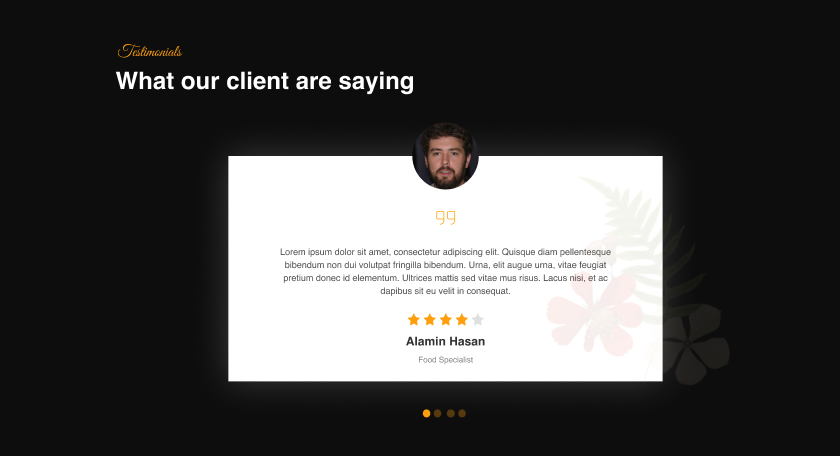 Testimonials
What our client are saying
Lorem ipsum dolor sit amet, consectetur adipiscing elit. Quisque diam pellentesque
bibendum non dui volutpat fringilla bibendum. Urna, elit augue urna, vitae feugiat
pretium donec id elementum. Ultrices mattis sed vitae mus risus. Lacus nisi, et ac
dapibus sit eu velit in consequat.
Alamin Hasan
Food Specialist